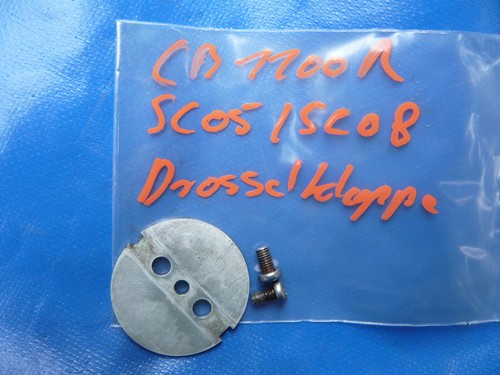 CB 1100 R
SC05 / SC08
Drosselklappe